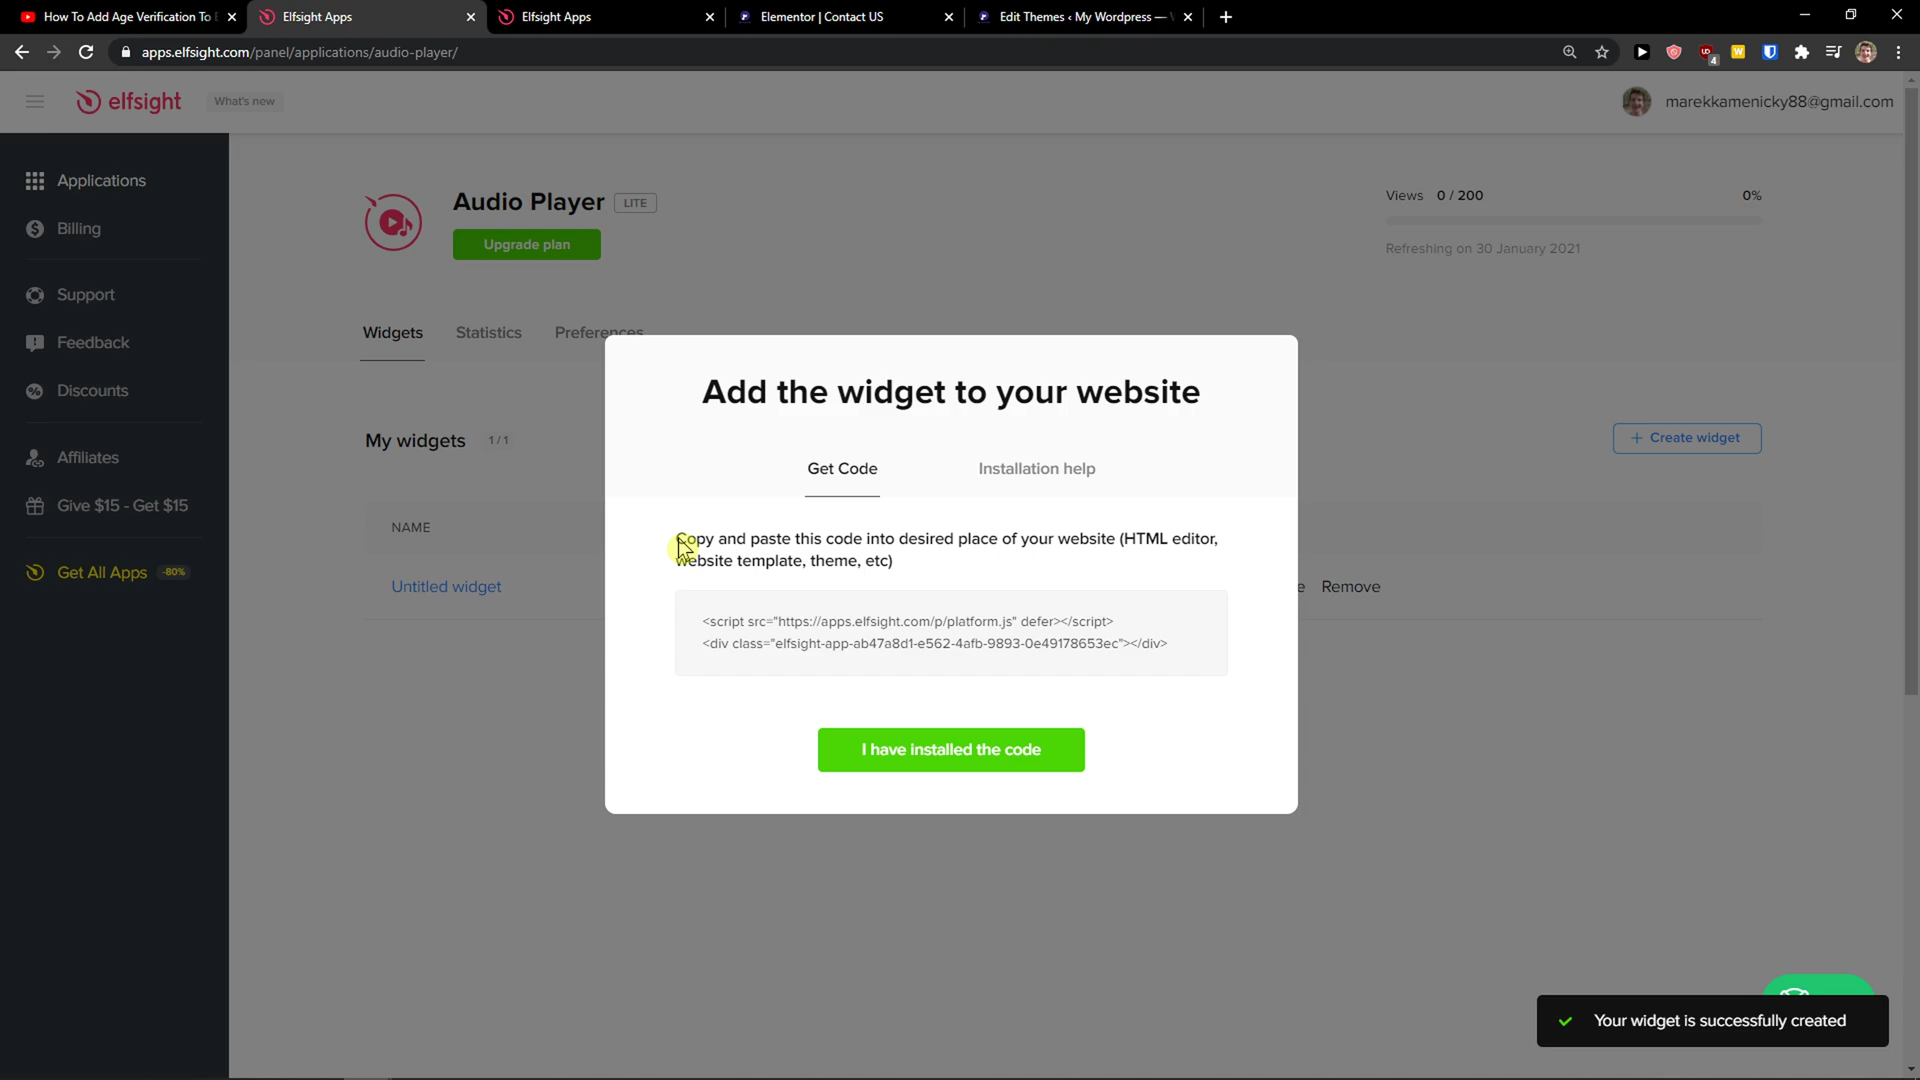 How To Add Age Verification To
Elfsight Apps
Elfsight Apps
Elementor | Contact US
Edit Themes ‹ My Wordpress —
apps.elfsight.com/panel/applications/audio-player/
4
elfsight
What's new
marekkamenicky88@gmail.com
Applications
Billing
Support
Feedback
Discounts
Affiliates
Give $15 - Get $15
Get All Apps -80%
Audio Player LITE
Upgrade plan
Views 0 / 200 0%
Refreshing on 30 January 2021
Widgets Statistics Preferences
My widgets 1 / 1
+ Create widget
NAME
Untitled widget
Remove
Add the widget to your website
Get Code Installation help
Copy and paste this code into desired place of your website (HTML editor,
website template, theme, etc)
<script src="https://apps.elfsight.com/p/platform.js" defer></script>
<div class="elfsight-app-ab47a8d1-e562-4afb-9893-0e49178653ec"></div>
I have installed the code
Your widget is successfully created